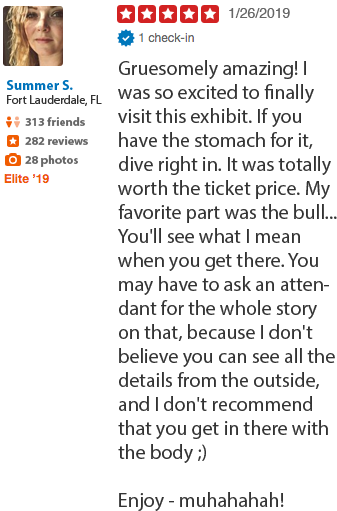 1/26/2019
1 check-in
Summer S.
Fort Lauderdale, FL
313 friends
282 reviews
28 photos
Elite '19
Gruesomely amazing! I
was so excited to finally
visit this exhibit. If you
have the stomach for it,
dive right in. It was totally
worth the ticket price. My
favorite part was the bull...
You'll see what I mean
when you get there. You
may have to ask an atten-
dant for the whole story
on that, because I don't
believe you can see all the
details from the outside,
and I don't recommend
that you get in there with
the body ;)
Enjoy - muhahahah!